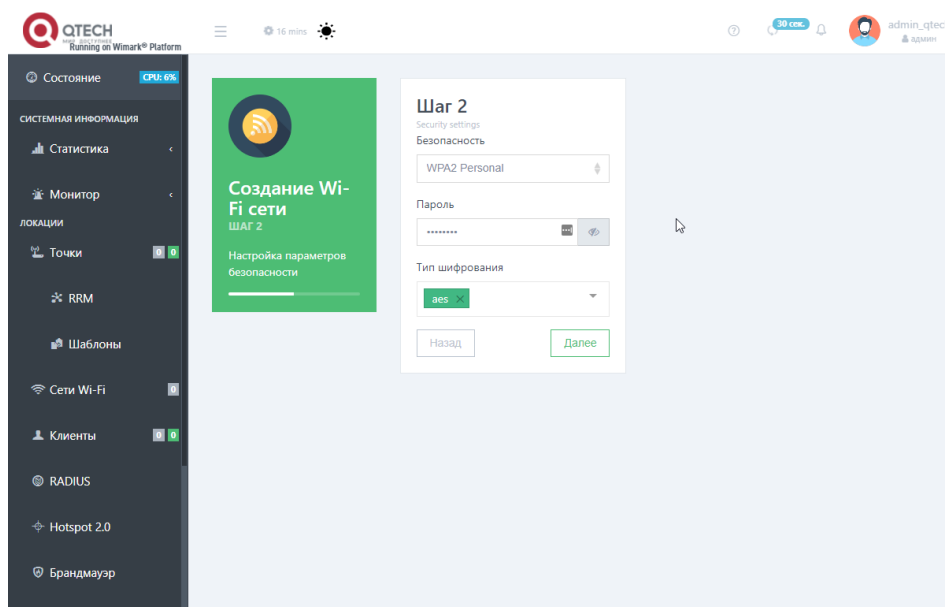 QTECH
Running on Wimark® Platform
16 mins
30 сек.
admin_qtec
админ
Состояние
CPU: 6%
СИСТЕМНАЯ ИНФОРМАЦИЯ
Статистика
Монитор
ЛОКАЦИИ
Точки
0 0
RRM
Шаблоны
Сети Wi-Fi
0
Клиенты
0 0
RADIUS
Hotspot 2.0
Брандмауэр
Создание Wi-
Fi сети
ШАГ 2
Настройка параметров
безопасности
Шаг 2
Security settings
Безопасность
WPA2 Personal
Пароль
••••••••
Тип шифрования
aes ×
Назад
Далее